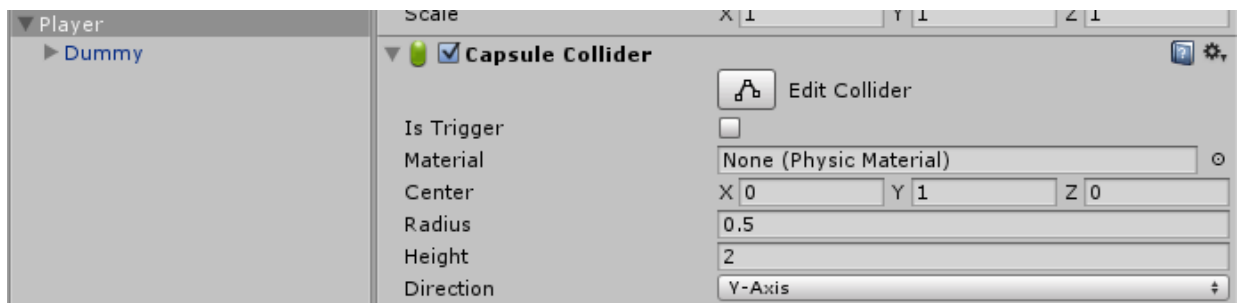 Player
Dummy
Scale X 1 Y 1 Z 1
Capsule Collider
Edit Collider
Is Trigger
Material None (Physic Material)
Center X 0 Y 1 Z 0
Radius 0.5
Height 2
Direction Y-Axis